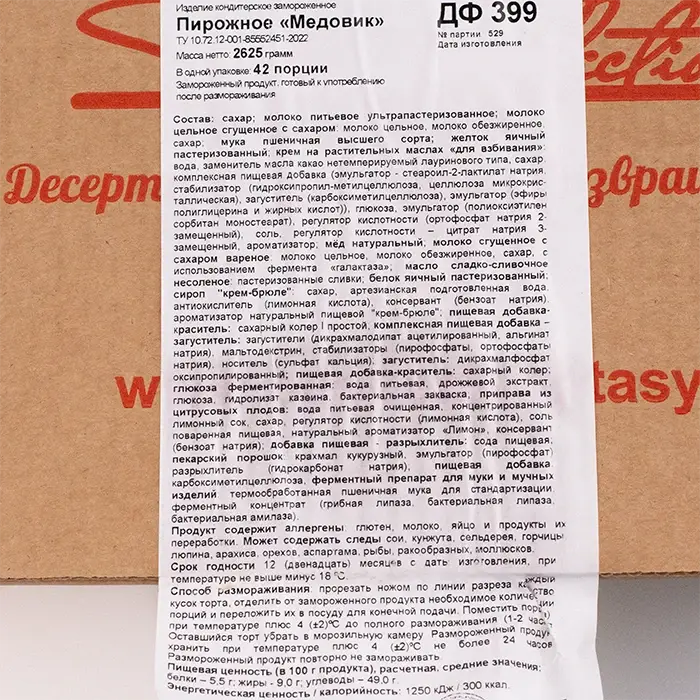 Изделие кондитерское замороженное
Пирожное «Медовик»
ТУ 10.72.12-001-85552451-2022
Масса нетто: 2625 грамм
В одной упаковке: 42 порции
Замороженный продукт, готовый к употреблению
после размораживания
ДФ 399
№ партии 529
Дата изготовления
Состав: сахар; молоко питьевое ультрапастеризованное; молоко
цельное сгущенное с сахаром: молоко цельное, молоко обезжиренное,
сахар; мука пшеничная высшего сорта; желток яичный
пастеризованный; крем на растительных маслах «для взбивания»:
вода, заменитель масла какао нетемперируемый лауринового типа, сахар,
комплексная пищевая добавка (эмульгатор - стеароил-2-лактилат натрия,
стабилизатор (гидроксипропил-метилцеллюлоза, целлюлоза микрокрис-
таллическая), загуститель (карбоксиметилцеллюлоза), эмульгатор (эфиры
полиглицерина и жирных кислот)), глюкоза, эмульгатор (полиоксиэтилен
сорбитан моностеарат), регулятор кислотности (ортофосфат натрия 2-
замещенный), соль, регулятор кислотности – цитрат натрия 3-
замещенный, ароматизатор; мёд натуральный; молоко сгущенное с
сахаром вареное: молоко цельное, молоко обезжиренное, сахар, с
использованием фермента «галактаза»; масло сладко-сливочное
несоленое: пастеризованные сливки; белок яичный пастеризованный;
сироп "крем-брюле": сахар, артезианская подготовленная вода,
антиокислитель (лимонная кислота), консервант (бензоат натрия),
ароматизатор натуральный пищевой "крем-брюле"; пищевая добавка-
краситель: сахарный колер I простой; комплексная пищевая добавка –
загуститель: загустители (дикрахмаладипат ацетилированный, альгинат
натрия), мальтодекстрин, стабилизаторы (пирофосфаты, ортофосфаты
натрия), носитель (сульфат кальция); загуститель: дикрахмалфосфат
оксипропилированный; пищевая добавка-краситель: сахарный колер;
глюкоза ферментированная: вода питьевая, дрожжевой экстракт,
глюкоза, гидролизат казеина, бактериальная закваска; приправа из
цитрусовых плодов: вода питьевая очищенная, концентрированный
лимонный сок, сахар, регулятор кислотности (лимонная кислота), соль
поваренная пищевая, натуральный ароматизатор «Лимон», консервант
(бензоат натрия); добавка пищевая - разрыхлитель: сода пищевая;
пекарский порошок: крахмал кукурузный, эмульгатор (пирофосфат)
разрыхлитель (гидрокарбонат натрия); пищевая добавка
карбоксиметилцеллюлоза, ферментный препарат для муки и мучных
изделий термообработанная пшеничная мука для стандартизации,
ферментный концентрат (грибная липаза, бактериальная липаза,
бактериальная амилаза).
Продукт содержит аллергены: глютен, молоко, яйцо и продукты их
переработки. Может содержать следы сои, кунжута, сельдерея, горчицы
люпина, арахиса, орехов, аспартама, рыбы, ракообразных, моллюсков.
Срок годности 12 (двенадцать) месяцев с даты изготовления, при
температуре не выше минус 18 °С.
Способ размораживания: прорезать ножом по линии разреза каждый
кусок торта, отделить от замороженного продукта необходимое количество
порций и переложить их в посуду для конечной подачи. Поместить
при температуре плюс 4 (±2)°С до полного размораживания (1-2 часа)
Оставшийся торт убрать в морозильную камеру. Размороженный
хранить при температуре плюс 4 (±2)°С не более 24 часов
Размороженный продукт повторно не замораживать.
Пищевая ценность (в 100 г продукта), расчетная, средние значения:
белки – 5,5 г; жиры - 9,0 г; углеводы – 49,0 г.
Энергетическая ценность / калорийность: 1250 кДж / 300 ккал.
Десерт
звращ
w
tasy